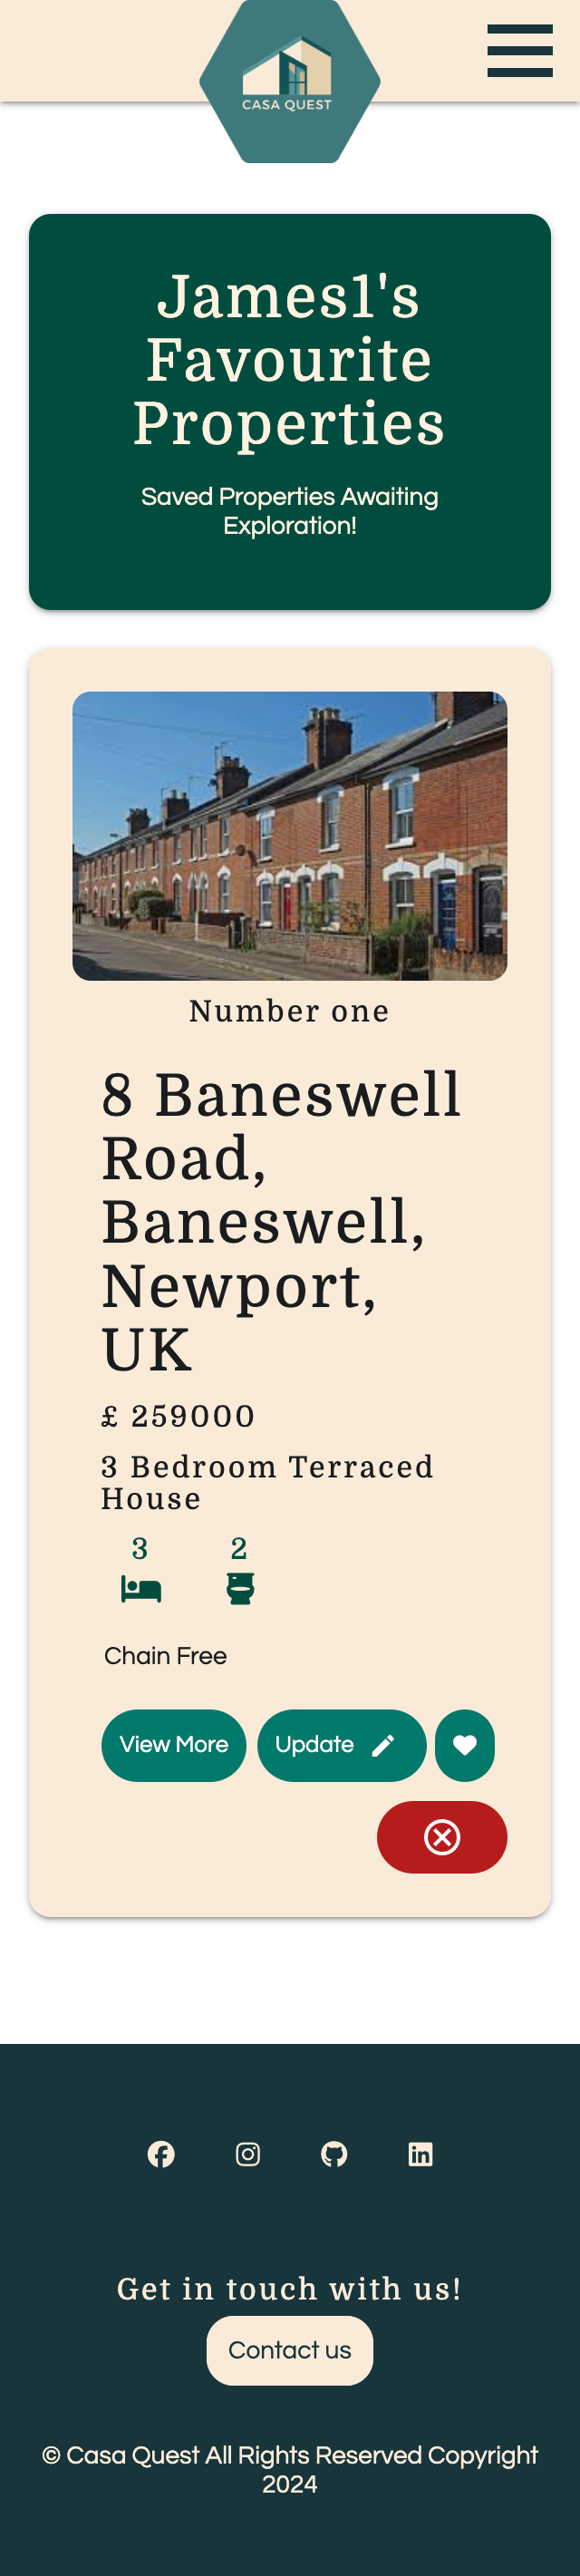 CASA QUEST
James1's
Favourite
Properties
Saved Properties Awaiting
Exploration!
Number one
8 Baneswell
Road,
Baneswell,
Newport,
UK
£ 259000
3 Bedroom Terraced
House
3 2
Chain Free
View More Update
Get in touch with us!
Contact us
© Casa Quest All Rights Reserved Copyright
2024